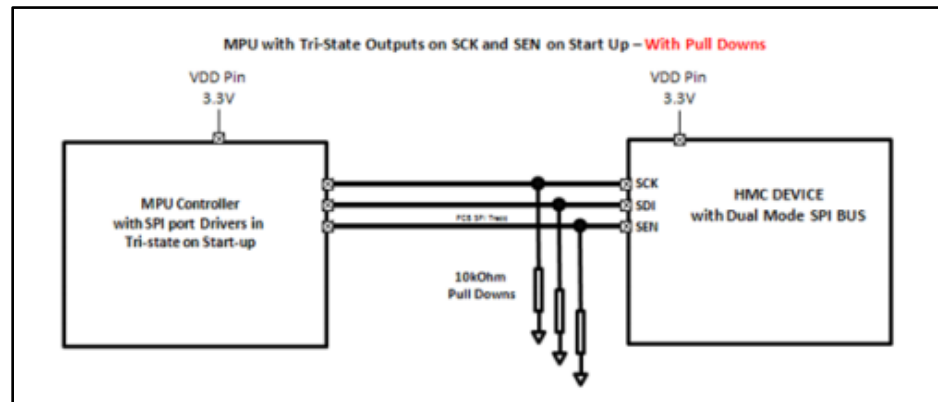 MPU with Tri-State Outputs on SCK and SEN on Start Up – With Pull Downs
VDD Pin
3.3V
VDD Pin
3.3V
MPU Controller
with SPI port Drivers in
Tri-state on Start-up
SCK
SDI
SEN
HMC DEVICE
with Dual Mode SPI BUS
PCB SPI Trace
10kOhm
Pull Downs